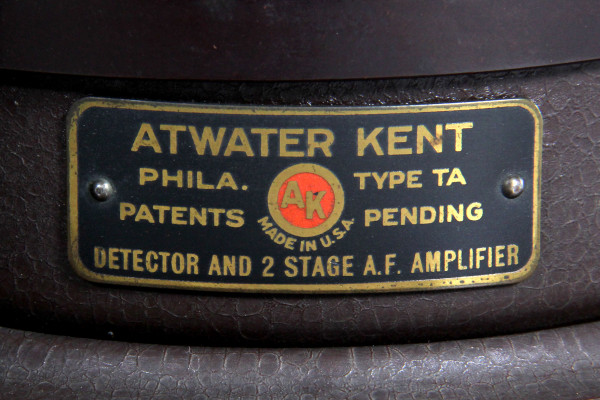 ATWATER KENT
PHILA. AK TYPE TA
PATENTS PENDING
MADE IN U.S.A.
DETECTOR AND 2 STAGE A.F. AMPLIFIER